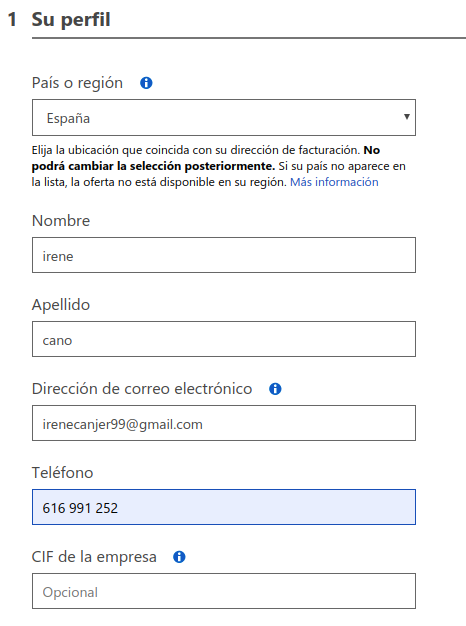 1 Su perfil
País o región
España
Elija la ubicación que coincida con su dirección de facturación. No
podrá cambiar la selección posteriormente. Si su país no aparece en
la lista, la oferta no está disponible en su región. Más información
Nombre
irene
Apellido
cano
Dirección de correo electrónico
irenecanjer99@gmail.com
Teléfono
616 991 252
CIF de la empresa
Opcional